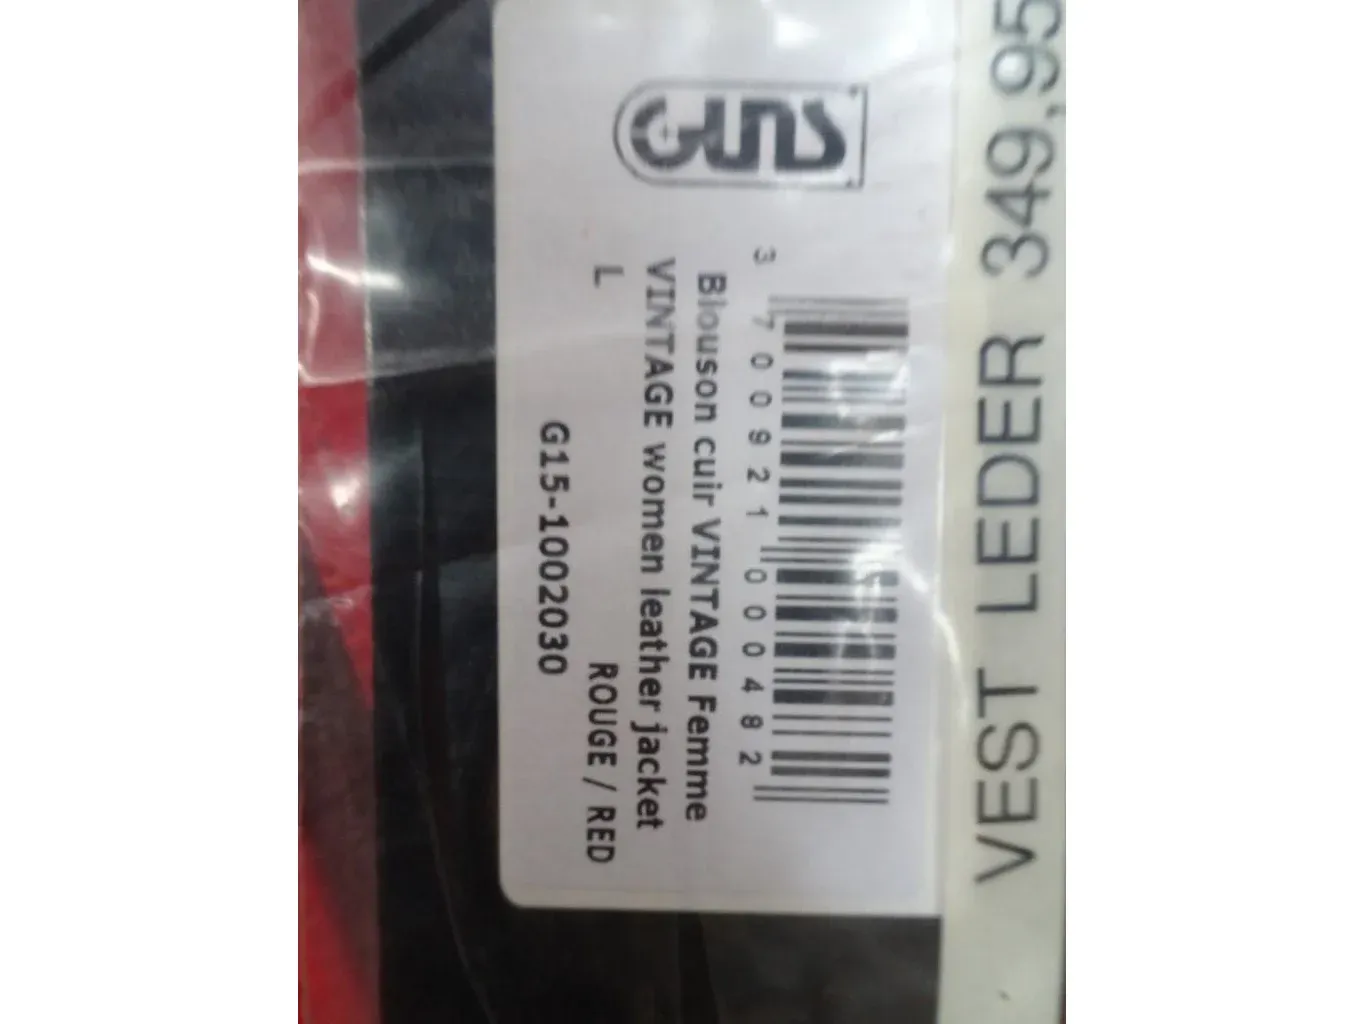 GUNS
3 700921 000482
Blouson cuir VINTAGE Femme
VINTAGE women leather jacket
L ROUGE / RED
G15-1002030
VEST LEDER 349,95